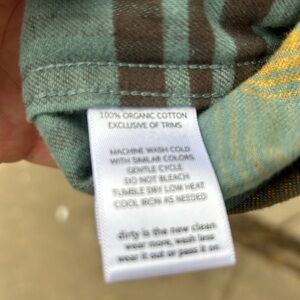 100% ORGANIC COTTON
EXCLUSIVE OF TRIMS
MACHINE WASH COLD
WITH SIMILAR COLORS
GENTLE CYCLE
DO NOT BLEACH
TUMBLE DRY LOW HEAT
COOL IRON AS NEEDED
dirty is the new clean
wear more, wash less
wear it out or pass it on